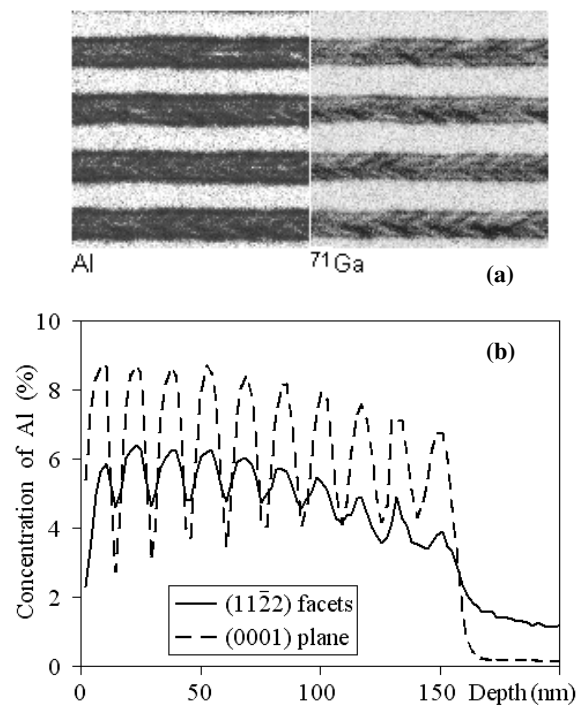 Al
⁷¹Ga
(a)
10
8
6
4
2
0
Concentration of Al (%)
(b)
(112̄2) facets
(0001) plane
0
50
100
150
Depth (nm)